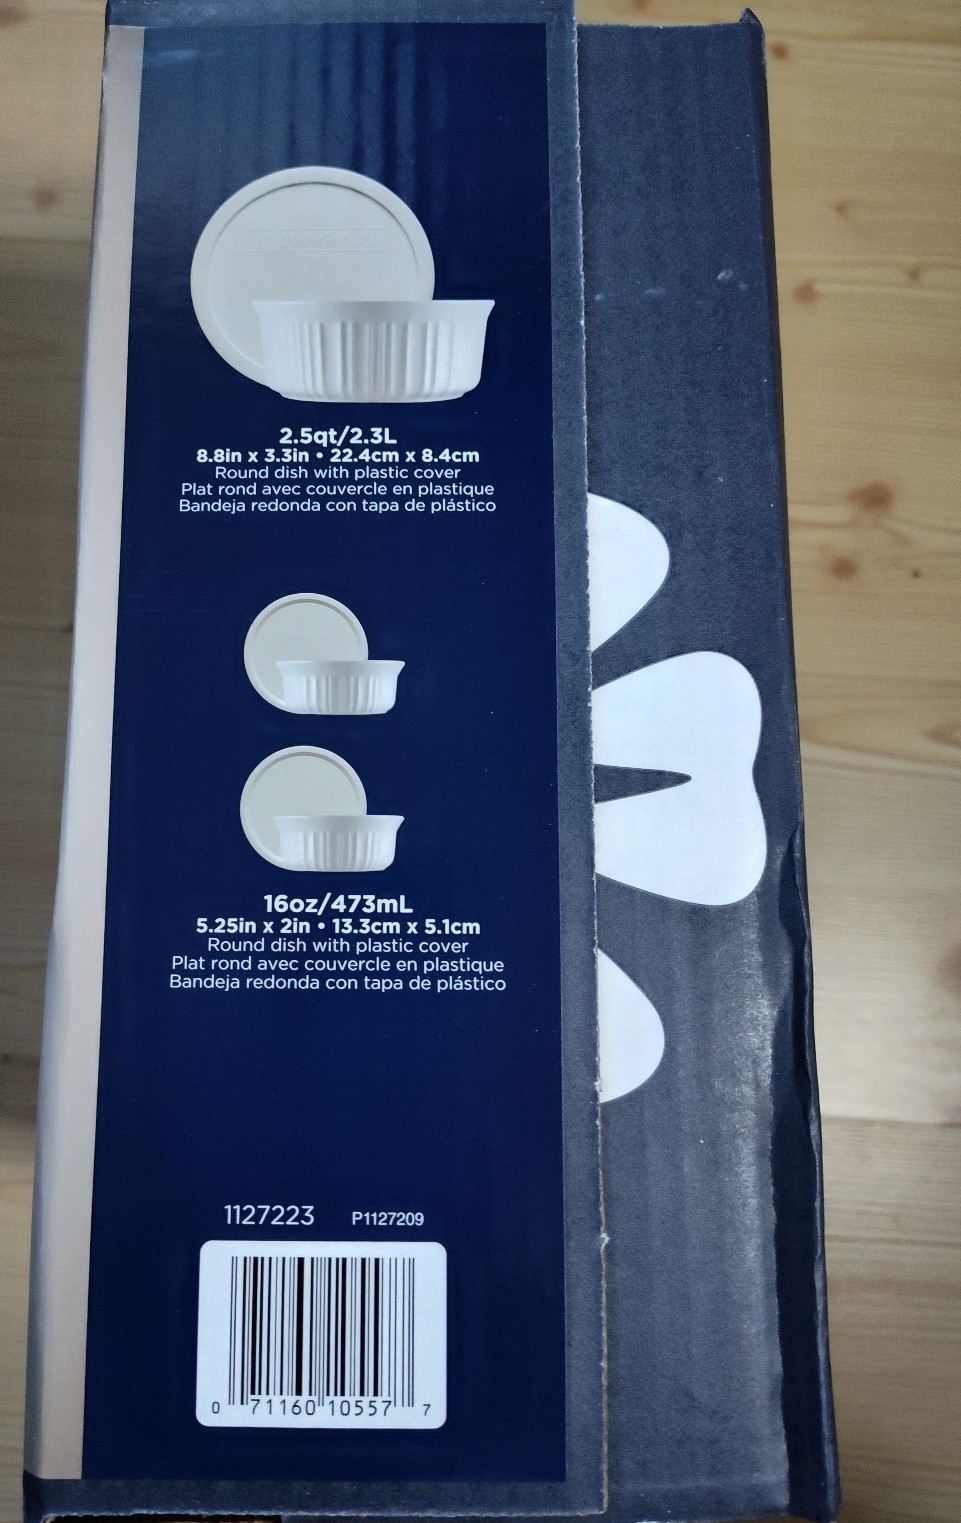 2.5qt/2.3L
8.8in x 3.3in • 22.4cm x 8.4cm
Round dish with plastic cover
Plat rond avec couvercle en plastique
Bandeja redonda con tapa de plástico
16oz/473mL
5.25in x 2in • 13.3cm x 5.1cm
Round dish with plastic cover
Plat rond avec couvercle en plastique
Bandeja redonda con tapa de plástico
1127223 P1127209
0 71160 10557 7